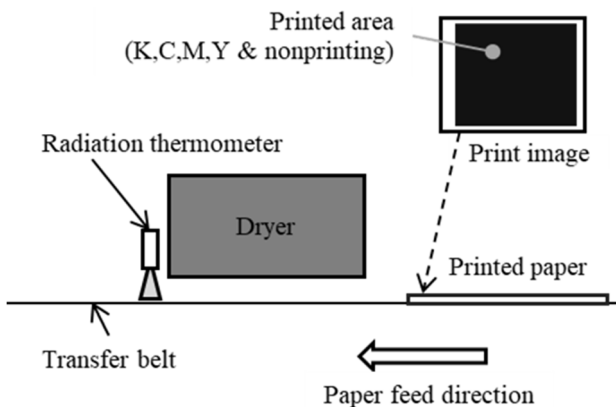 Printed area
(K,C,M,Y & nonprinting)
Radiation thermometer
Print image
Dryer
Printed paper
Transfer belt
Paper feed direction